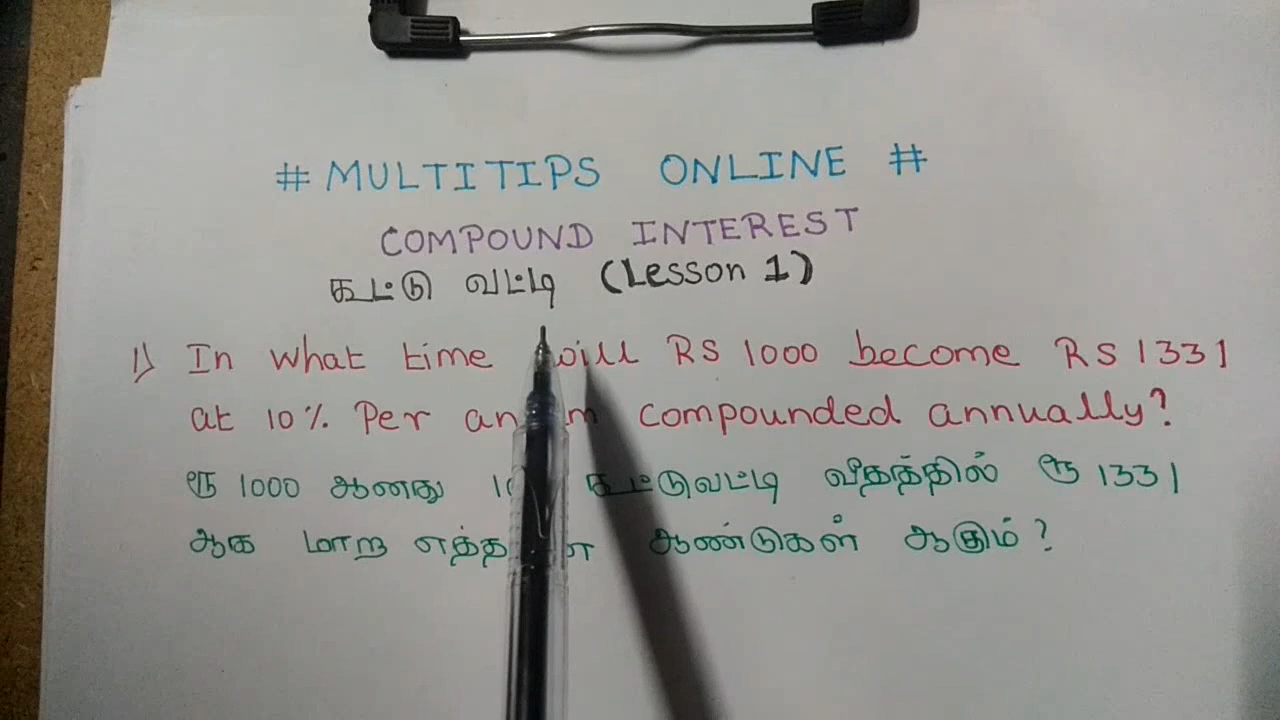 # MULTITIPS ONLINE #
COMPOUND INTEREST
கூட்டு வட்டி (Lesson 1)
1) In what time will RS 1000 become RS 1331
at 10% Per compounded annually?
ரூ 1000 ஆனது கூட்டுவட்டி வீதத்தில் ரூ 1331
ஆக மாற ஆண்டுகள் ஆகும்?